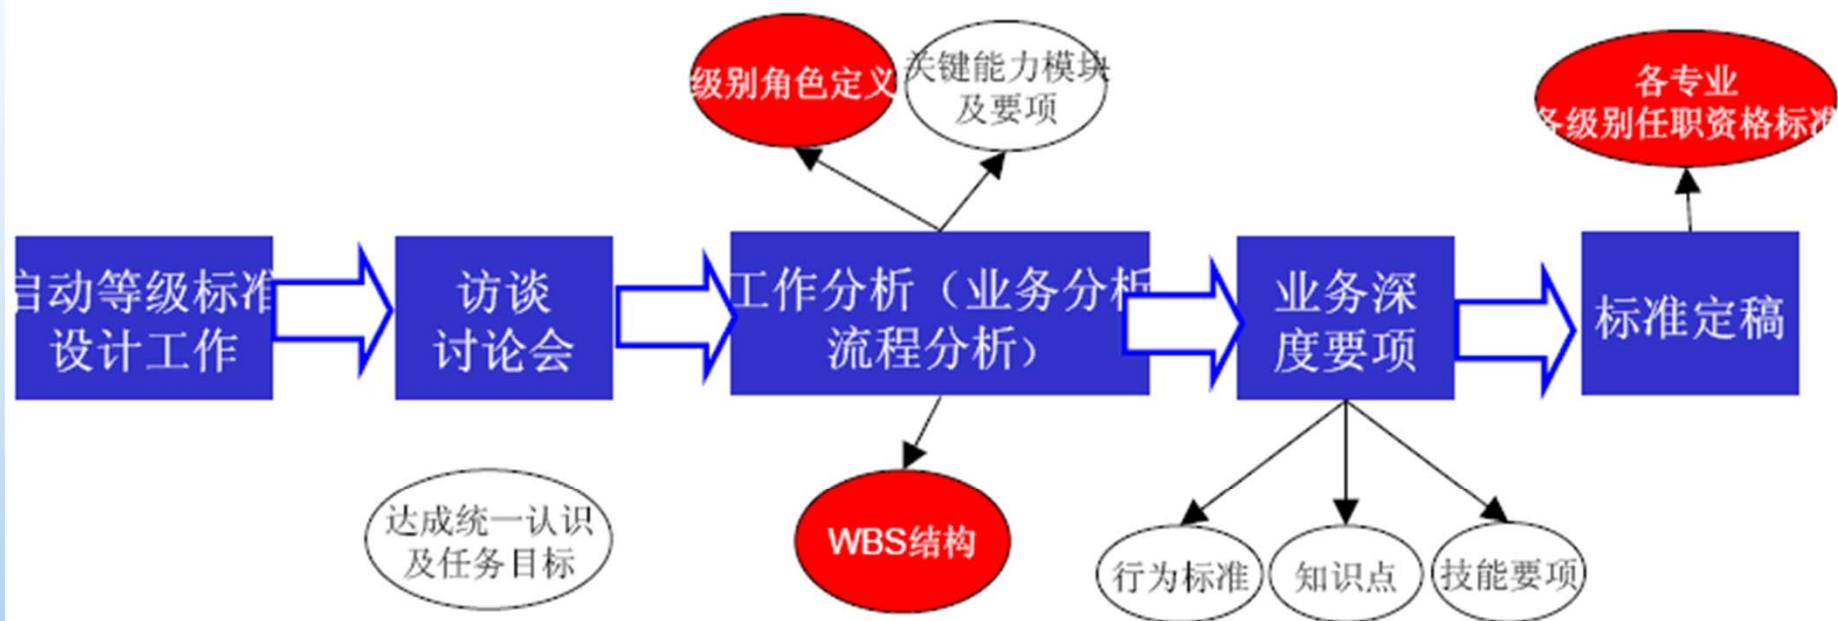 级别角色定义
关键能力模块
及要项
各专业
各级别任职资格标准
启动等级标准
设计工作
访谈
讨论会
工作分析（业务分析
流程分析）
业务深
度要项
标准定稿
达成统一认识
及任务目标
WBS结构
行为标准
知识点
技能要项